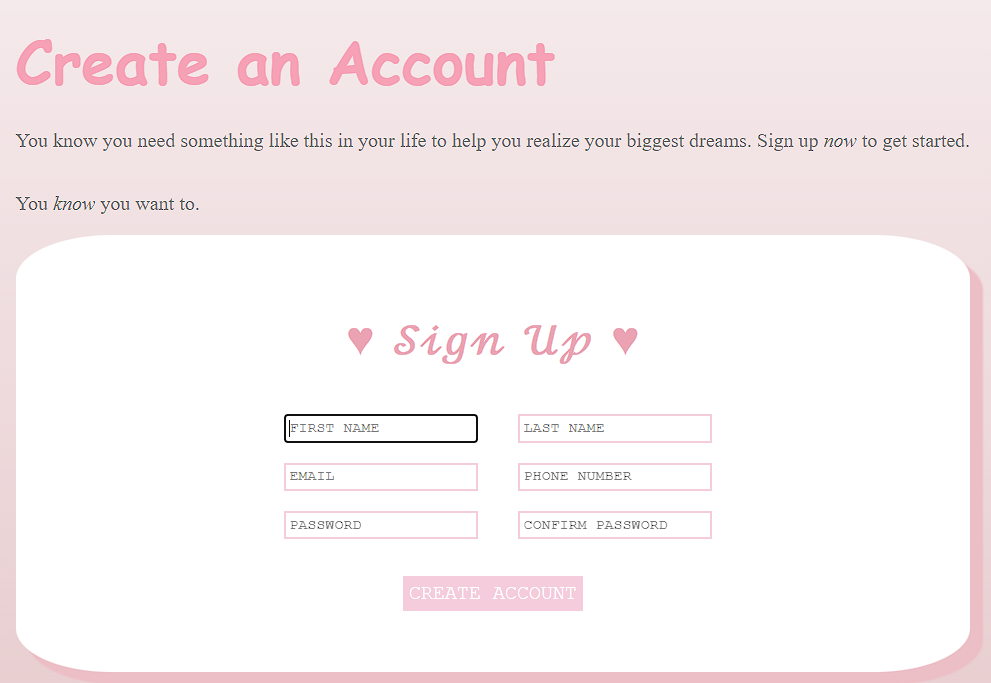 Create an Account
You know you need something like this in your life to help you realize your biggest dreams. Sign up now to get started.
You know you want to.
♥ Sign Up ♥
FIRST NAME
LAST NAME
EMAIL
PHONE NUMBER
PASSWORD
CONFIRM PASSWORD
CREATE ACCOUNT